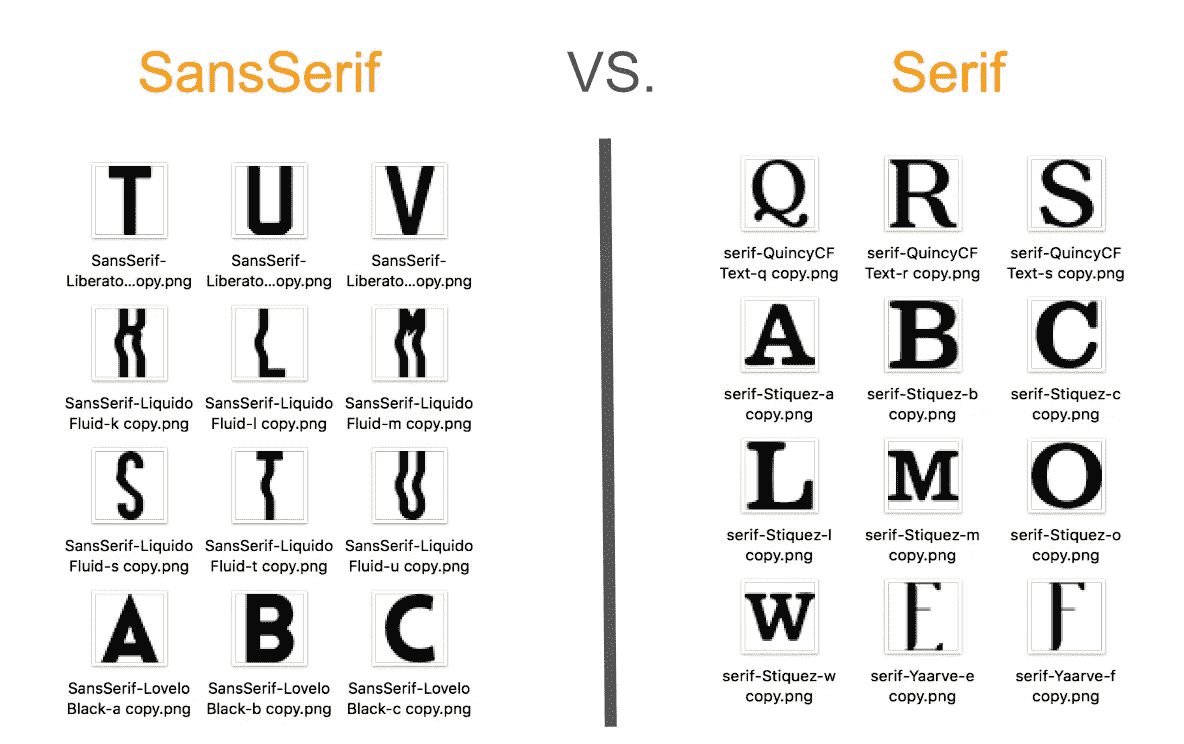 SansSerif VS. Serif
T U V
SansSerif- SansSerif- SansSerif-
Liberato...opy.png Liberato...opy.png Liberato...opy.png
K L M
SansSerif-Liquido SansSerif-Liquido SansSerif-Liquido
Fluid-k copy.png Fluid-l copy.png Fluid-m copy.png
S T U
SansSerif-Liquido SansSerif-Liquido SansSerif-Liquido
Fluid-s copy.png Fluid-t copy.png Fluid-u copy.png
A B C
SansSerif-Lovelo SansSerif-Lovelo SansSerif-Lovelo
Black-a copy.png Black-b copy.png Black-c copy.png
Q R S
serif-QuincyCF serif-QuincyCF serif-QuincyCF
Text-q copy.png Text-r copy.png Text-s copy.png
A B C
serif-Stiquez-a serif-Stiquez-b serif-Stiquez-c
copy.png copy.png copy.png
L M O
serif-Stiquez-l serif-Stiquez-m serif-Stiquez-o
copy.png copy.png copy.png
W E F
serif-Stiquez-w serif-Yaarve-e serif-Yaarve-f
copy.png copy.png copy.png